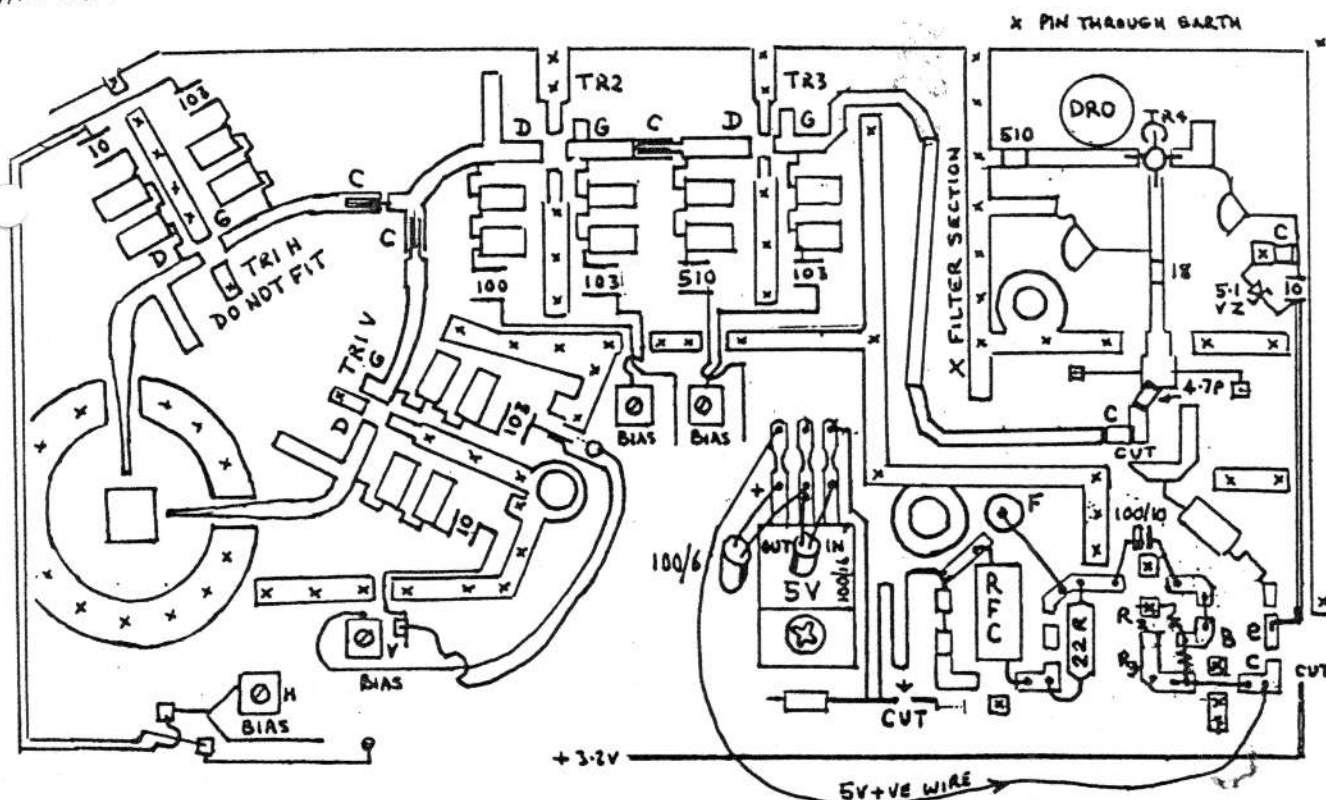 X PIN THROUGH EARTH
103
10
TR2
TR3
DRO
TR4
D
G
C
D
G
510
C
G
D
TR1 H
DO NOT FIT
C
100
103
510
103
X FILTER SECTION
18
C
10
5.1
VZ
TR1 V
G
D
103
10
BIAS
BIAS
4.7P
C
CUT
+
OUT
IN
100/6
5V
100/16
F
100/10
RFC
22R
R
R9
B
e
C
CUT
V
BIAS
H
BIAS
CUT
+ 3.2V
5V +VE WIRE